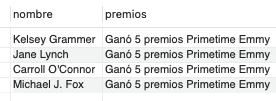 nombre premios
Kelsey Grammer Ganó 5 premios Primetime Emmy
Jane Lynch Ganó 5 premios Primetime Emmy
Carroll O'Connor Ganó 5 premios Primetime Emmy
Michael J. Fox Ganó 5 premios Primetime Emmy